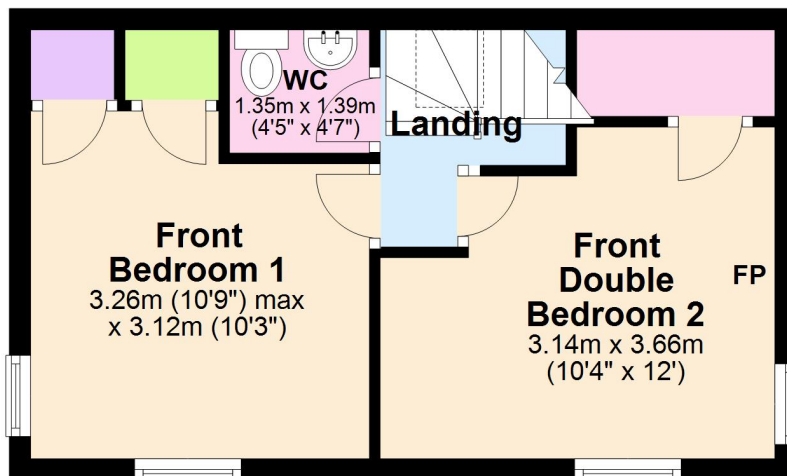 WC
1.35m x 1.39m
(4'5" x 4'7")
Landing
Front
Bedroom 1
3.26m (10'9") max
x 3.12m (10'3")
Front
Double
Bedroom 2
3.14m x 3.66m
(10'4" x 12')
FP